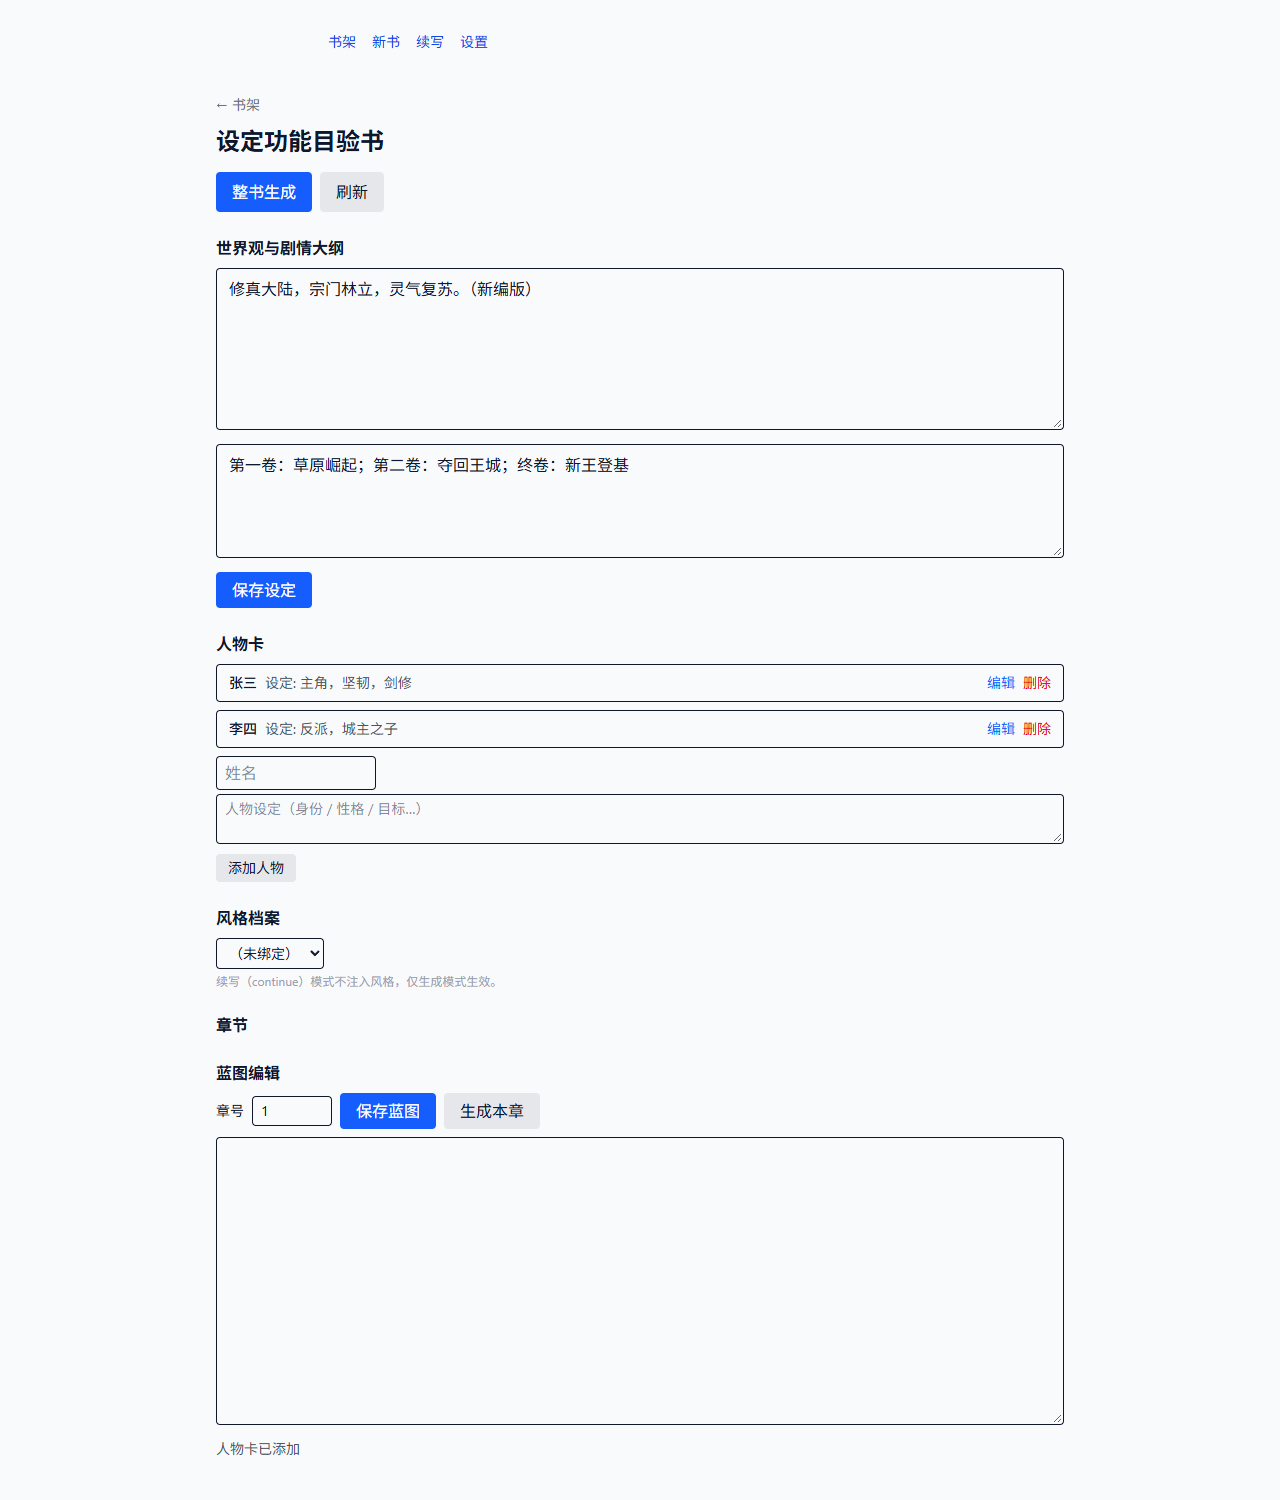 书架 新书 续写 设置
← 书架
设定功能目验书
整书生成 刷新
世界观与剧情大纲
修真大陆，宗门林立，灵气复苏。（新编版）
第一卷：草原崛起；第二卷：夺回王城；终卷：新王登基
保存设定
人物卡
张三 设定: 主角，坚韧，剑修 编辑 删除
李四 设定: 反派，城主之子 编辑 删除
姓名
人物设定（身份 / 性格 / 目标…）
添加人物
风格档案
（未绑定）
续写（continue）模式不注入风格，仅生成模式生效。
章节
蓝图编辑
章号 1 保存蓝图 生成本章
人物卡已添加